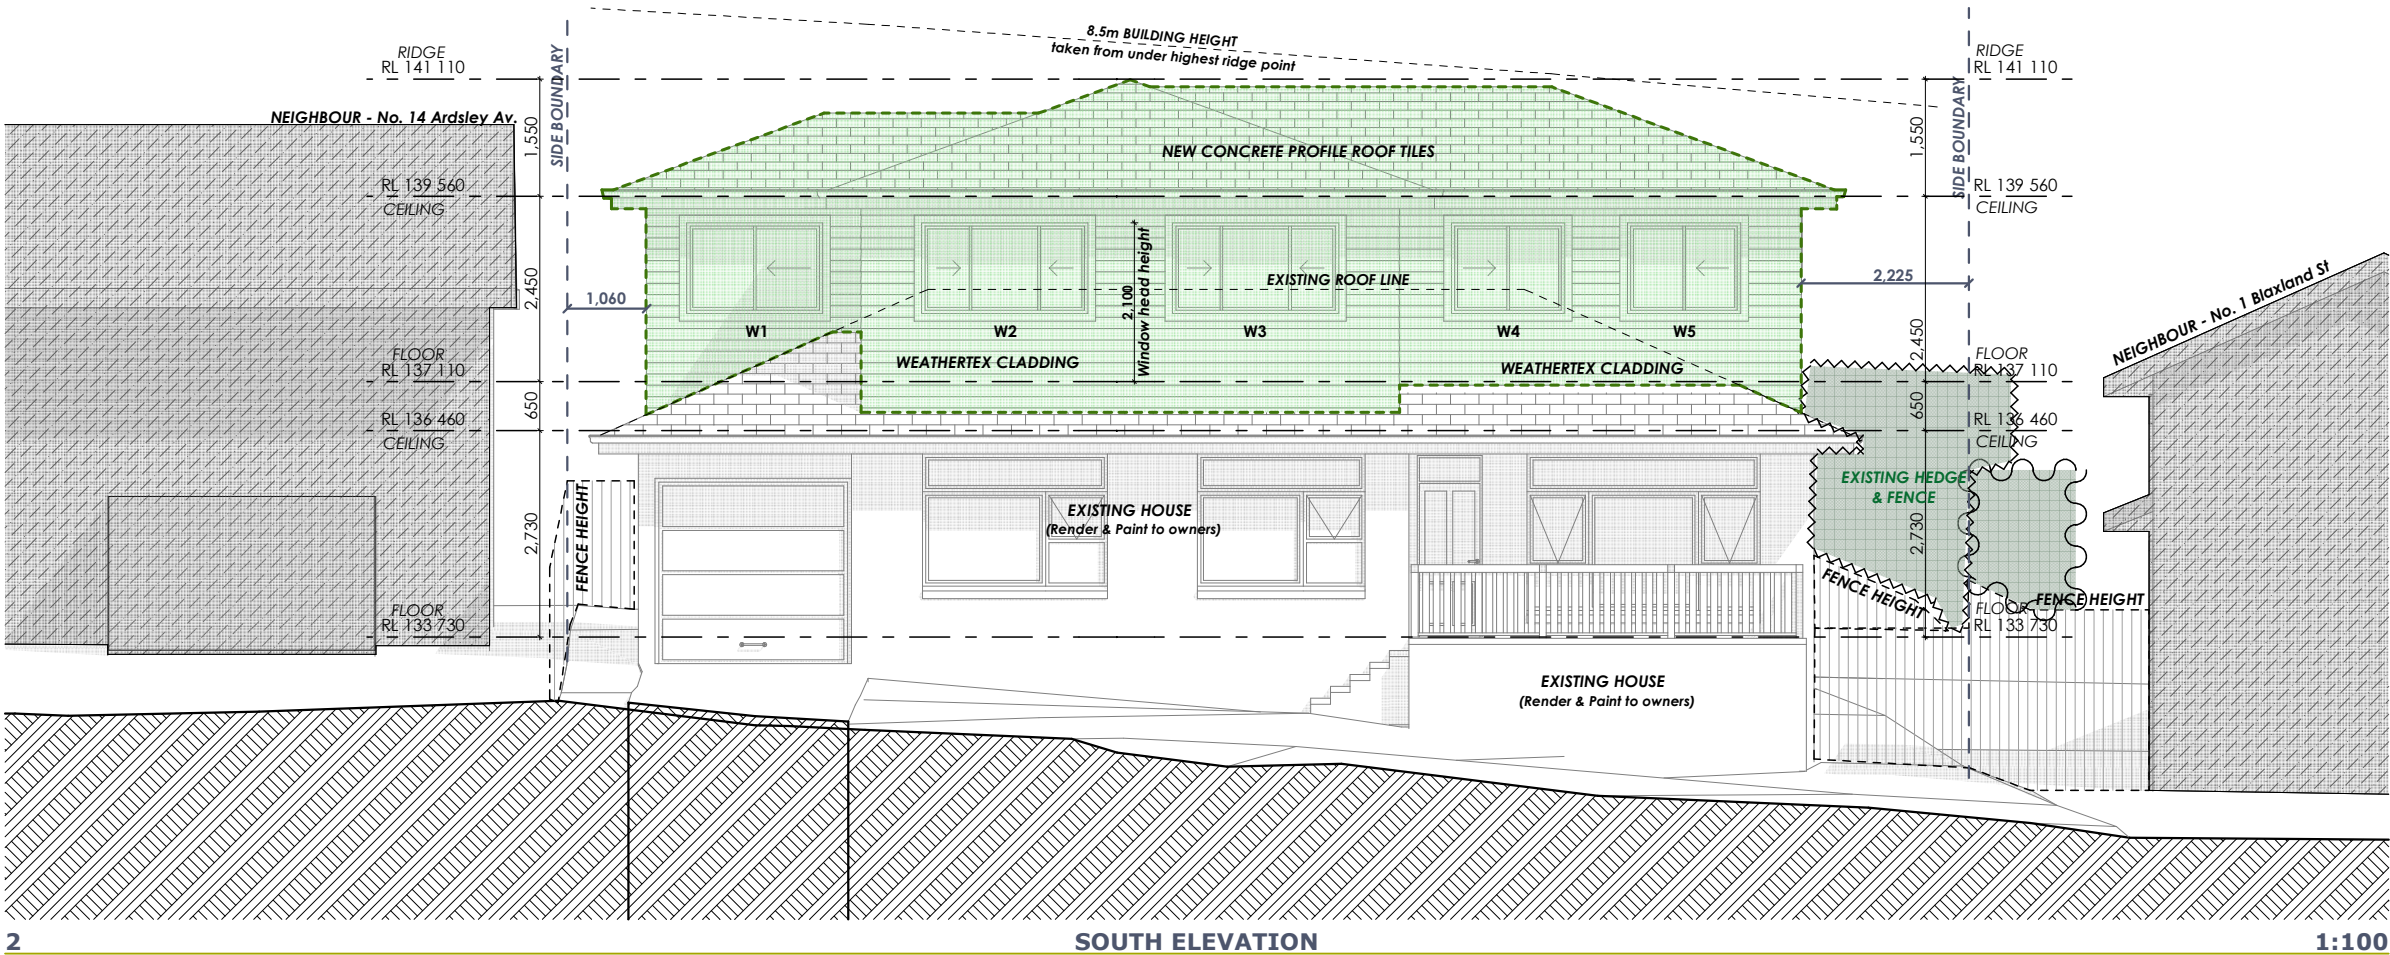 8.5m BUILDING HEIGHT
taken from under highest ridge point
RIDGE
RL 141 110
SIDE BOUNDARY
1,550
NEIGHBOUR - No. 14 Ardsley Av.
RL 139 560
CEILING
2,450
1,060
FLOOR
RL 137 110
650
RL 136 460
CEILING
2,730
FENCE HEIGHT
FLOOR
RL 133 730
NEW CONCRETE PROFILE ROOF TILES
EXISTING ROOF LINE
2,100
Window head height
W1
W2
W3
W4
W5
WEATHERTEX CLADDING
WEATHERTEX CLADDING
EXISTING HOUSE
(Render & Paint to owners)
EXISTING HOUSE
(Render & Paint to owners)
RIDGE
RL 141 110
SIDE BOUNDARY
1,550
RL 139 560
CEILING
2,225
2,450
FLOOR
RL 137 110
650
RL 136 460
CEILING
EXISTING HEDGE
& FENCE
2,730
FENCE HEIGHT
FLOOR
RL 133 730
FENCE HEIGHT
NEIGHBOUR - No. 1 Blaxland St
2
SOUTH ELEVATION
1:100